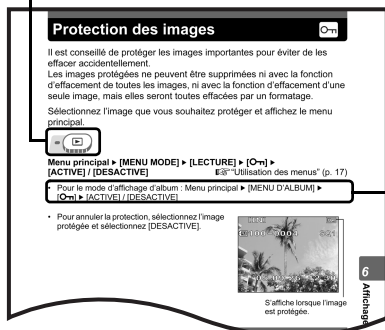 Protection des images
Il est conseillé de protéger les images importantes pour éviter de les
effacer accidentellement.
Les images protégées ne peuvent être supprimées ni avec la fonction
d'effacement de toutes les images, ni avec la fonction d'effacement d'une
seule image, mais elles seront toutes effacées par un formatage.
Sélectionnez l'image que vous souhaitez protéger et affichez le menu
principal.
Menu principal ▸ [MENU MODE] ▸ [LECTURE] ▸ [O⊣]
[ACTIVE] / [DESACTIVE] "Utilisation des menus" (p. 17)
• Pour le mode d'affichage d'album : Menu principal ▸ [MENU D'ALBUM] ▸
[O⊣] ▸ [ACTIVE] / [DESACTIVE]
• Pour annuler la protection, sélectionnez l'image
protégée et sélectionnez [DESACTIVE].
S'affiche lorsque l'image
est protégée.
6
Affichage